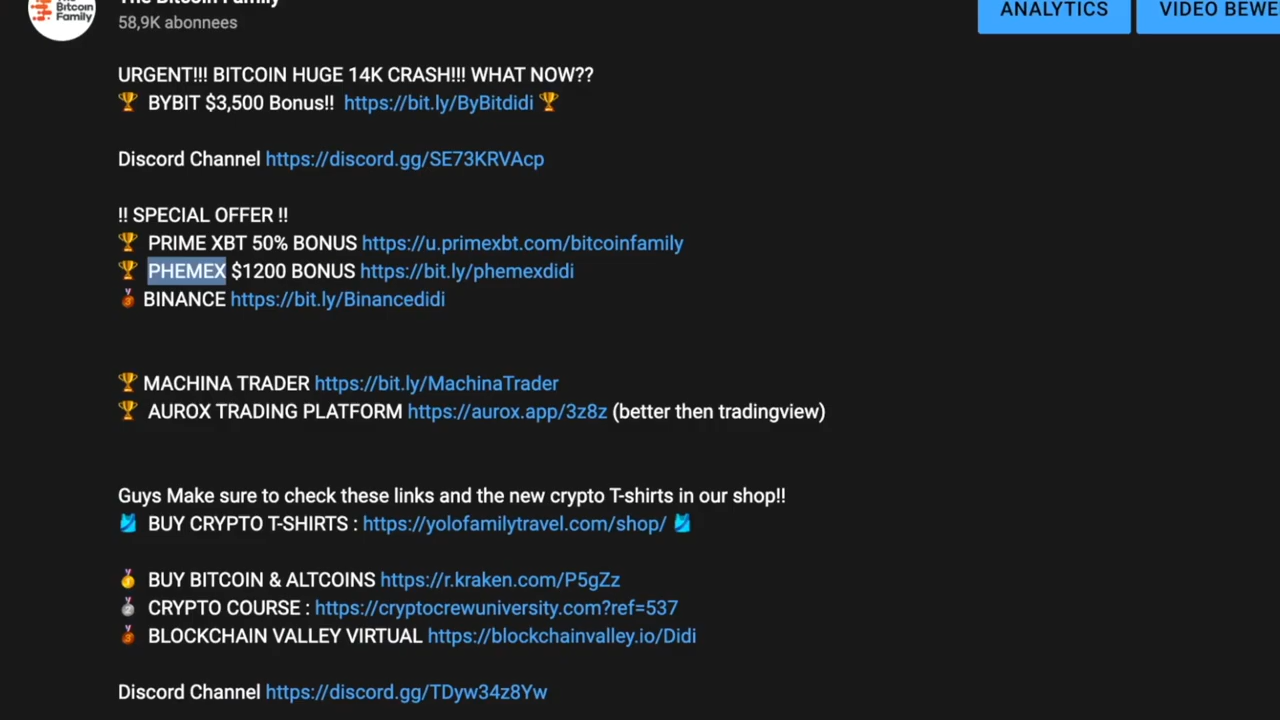 The Bitcoin Family
Bitcoin
Family
58,9K abonnees
ANALYTICS
VIDEO BEWE
URGENT!!! BITCOIN HUGE 14K CRASH!!! WHAT NOW??
🏆 BYBIT $3,500 Bonus!! https://bit.ly/ByBitdidi 🏆
Discord Channel https://discord.gg/SE73KRVAcp
!! SPECIAL OFFER !!
🏆 PRIME XBT 50% BONUS https://u.primexbt.com/bitcoinfamily
🏆 PHEMEX $1200 BONUS https://bit.ly/phemexdidi
🥉 BINANCE https://bit.ly/Binancedidi
🏆 MACHINA TRADER https://bit.ly/MachinaTrader
🏆 AUROX TRADING PLATFORM https://aurox.app/3z8z (better then tradingview)
Guys Make sure to check these links and the new crypto T-shirts in our shop!!
🎽 BUY CRYPTO T-SHIRTS : https://yolofamilytravel.com/shop/ 🎽
🥇 BUY BITCOIN & ALTCOINS https://r.kraken.com/P5gZz
🥈 CRYPTO COURSE : https://cryptocrewuniversity.com?ref=537
🥉 BLOCKCHAIN VALLEY VIRTUAL https://blockchainvalley.io/Didi
Discord Channel https://discord.gg/TDyw34z8Yw